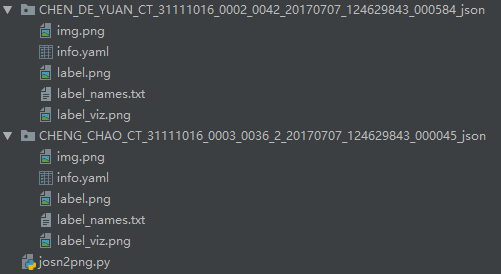 CHEN_DE_YUAN_CT_31111016_0002_0042_20170707_124629843_000584_json
img.png
info.yaml
label.png
label_names.txt
label_viz.png
CHENG_CHAO_CT_31111016_0003_0036_2_20170707_124629843_000045_json
img.png
info.yaml
label.png
label_names.txt
label_viz.png
josn2png.py